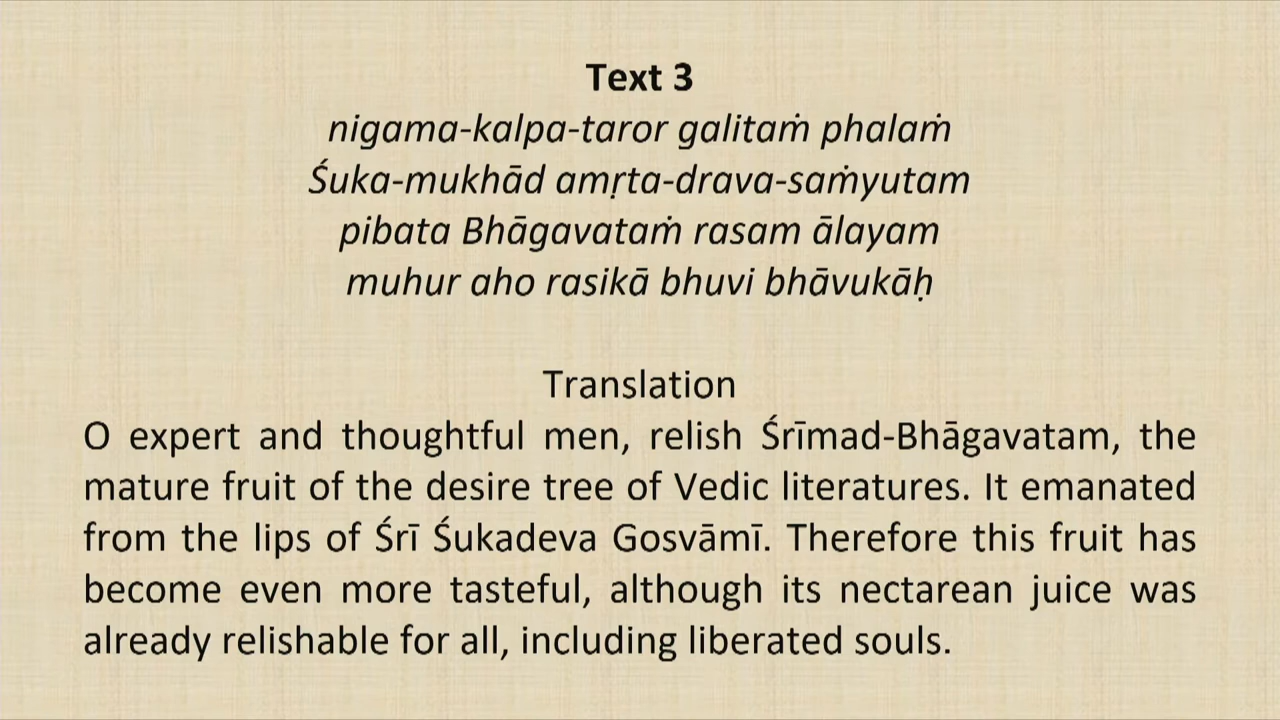 Text 3
nigama-kalpa-taror galitaṁ phalaṁ
Śuka-mukhād amṛta-drava-saṁyutam
pibata Bhāgavataṁ rasam ālayam
muhur aho rasikā bhuvi bhāvukāḥ
Translation
O expert and thoughtful men, relish Śrīmad-Bhāgavatam, the
mature fruit of the desire tree of Vedic literatures. It emanated
from the lips of Śrī Śukadeva Gosvāmī. Therefore this fruit has
become even more tasteful, although its nectarean juice was
already relishable for all, including liberated souls.